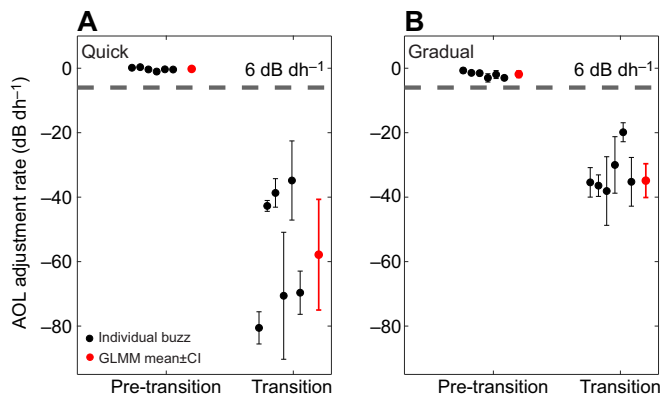 A
B
Quick
Gradual
6 dB dh⁻¹
6 dB dh⁻¹
AOL adjustment rate (dB dh⁻¹)
0
–20
–40
–60
–80
0
–20
–40
–60
–80
Individual buzz
GLMM mean±CI
Pre-transition
Transition
Pre-transition
Transition